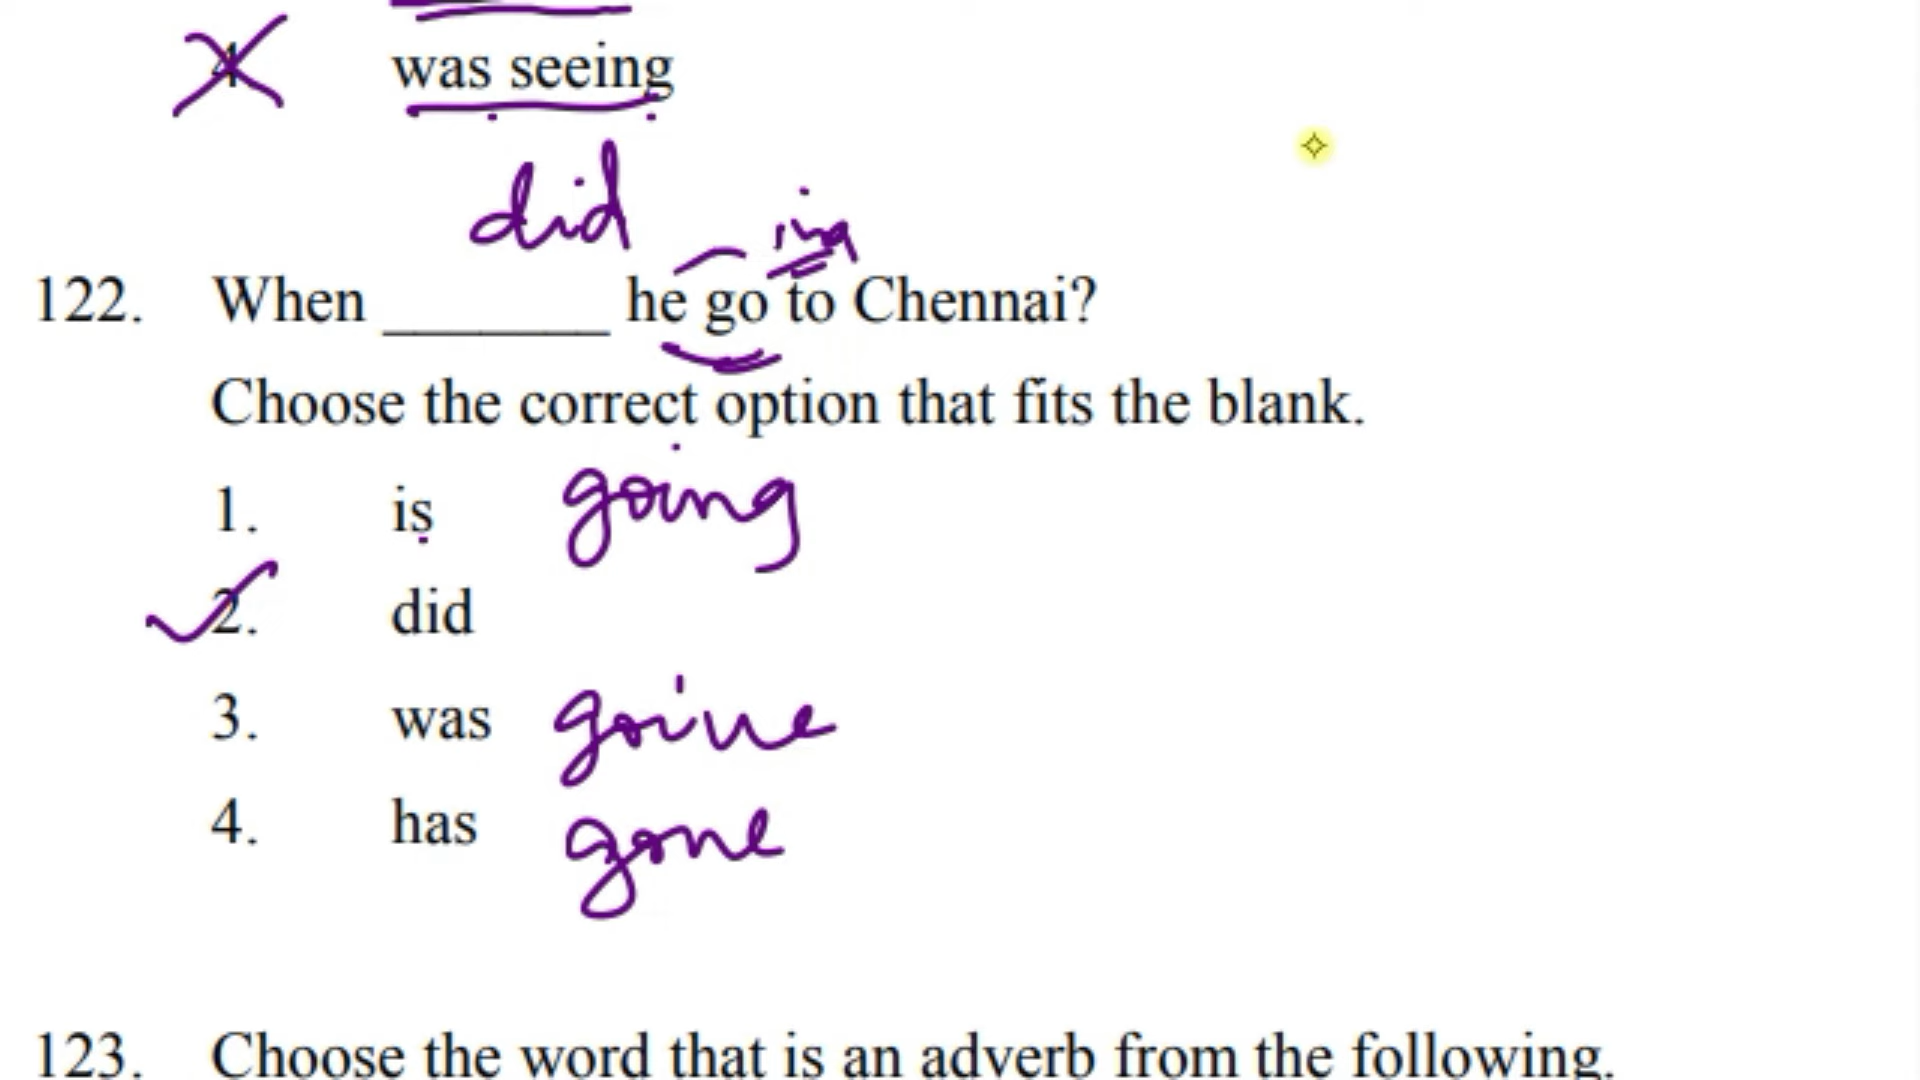 4
was seeing
did
ing
122. When _______ he go to Chennai?
Choose the correct option that fits the blank.
1. is going
2. did
3. was goine
4. has gone
123. Choose the word that is an adverb from the following.